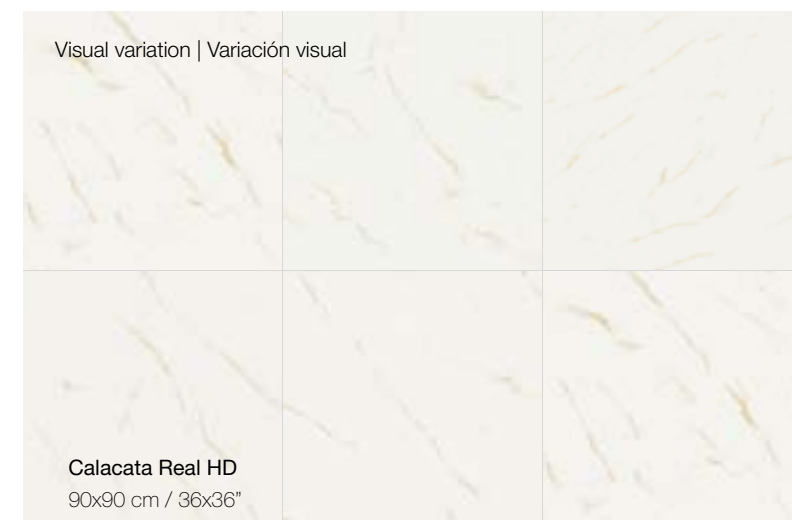 Visual variation | Variación visual
Calacata Real HD
90x90 cm / 36x36”